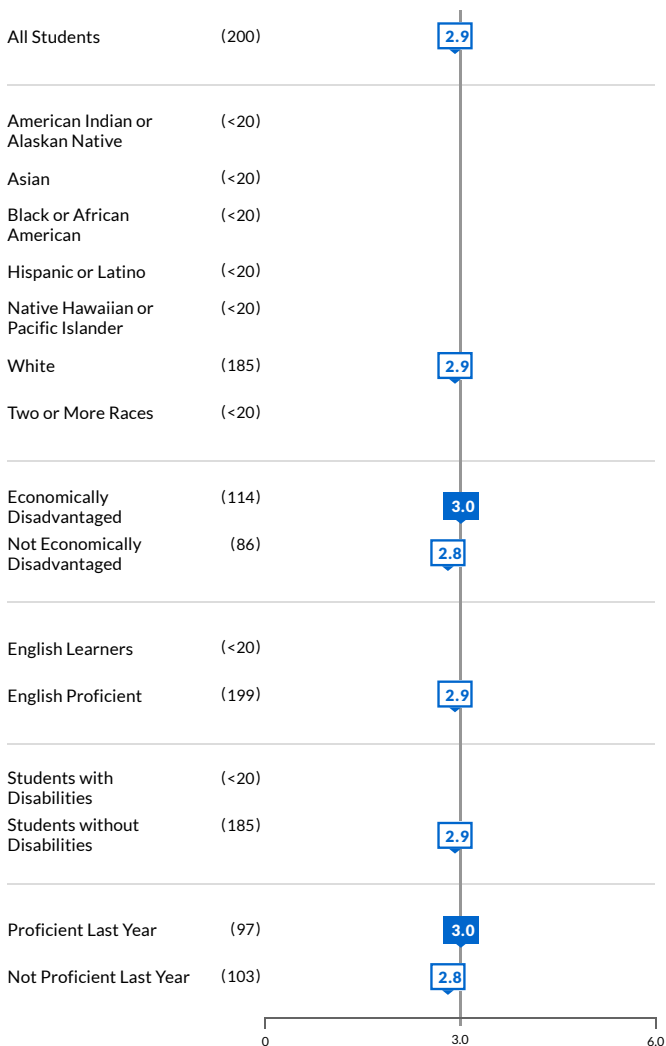 All Students (200) 2.9
American Indian or
Alaskan Native (<20)
Asian (<20)
Black or African
American (<20)
Hispanic or Latino (<20)
Native Hawaiian or
Pacific Islander (<20)
White (185) 2.9
Two or More Races (<20)
Economically
Disadvantaged (114) 3.0
Not Economically
Disadvantaged (86) 2.8
English Learners (<20)
English Proficient (199) 2.9
Students with
Disabilities (<20)
Students without
Disabilities (185) 2.9
Proficient Last Year (97) 3.0
Not Proficient Last Year (103) 2.8
0 3.0 6.0